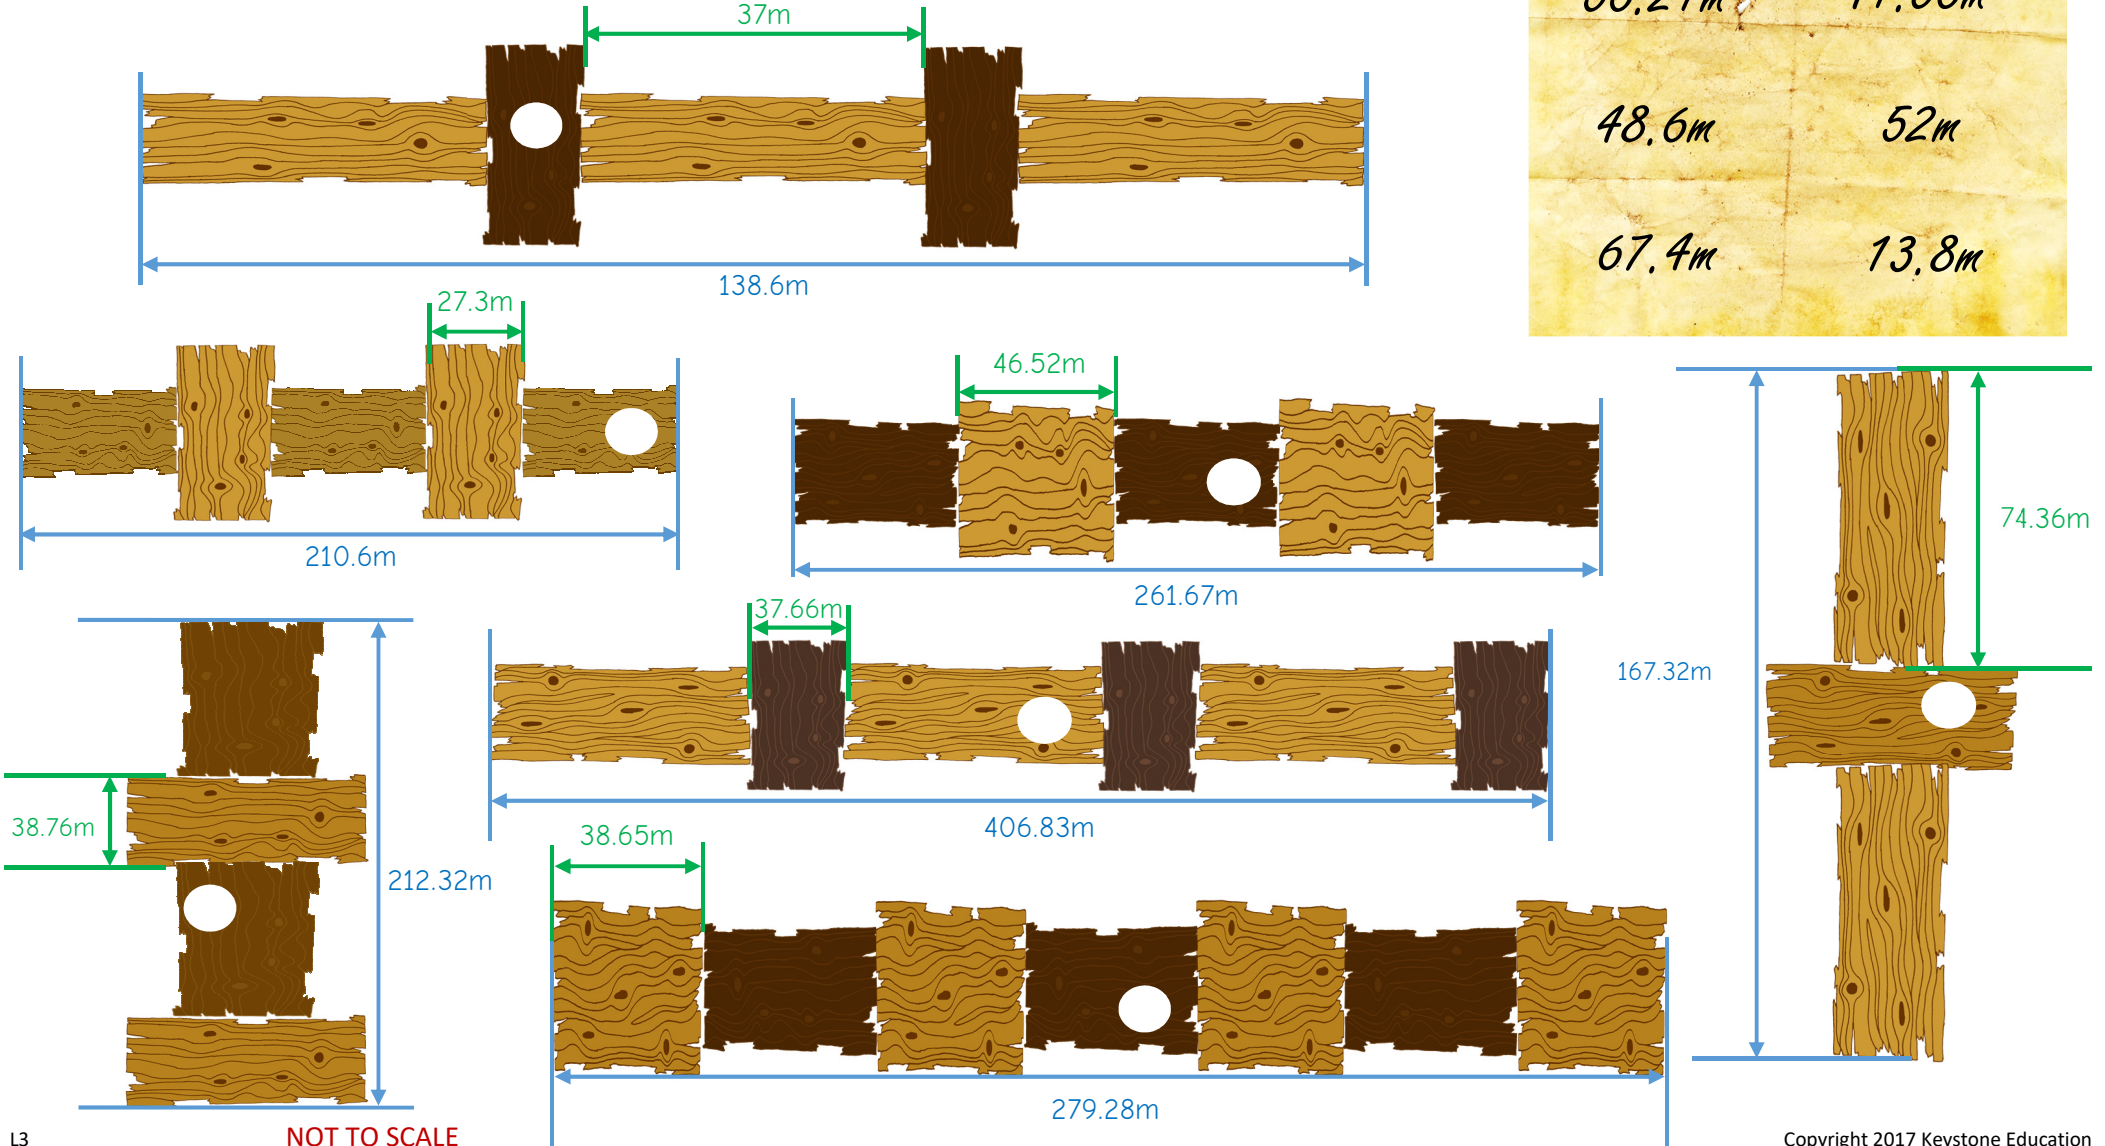 37m
48.6m 52m
67.4m 13.8m
138.6m
27.3m
46.52m
74.36m
210.6m
261.67m
37.66m
167.32m
38.76m
406.83m
38.65m
212.32m
279.28m
L3 NOT TO SCALE Copyright 2017 Keystone Education